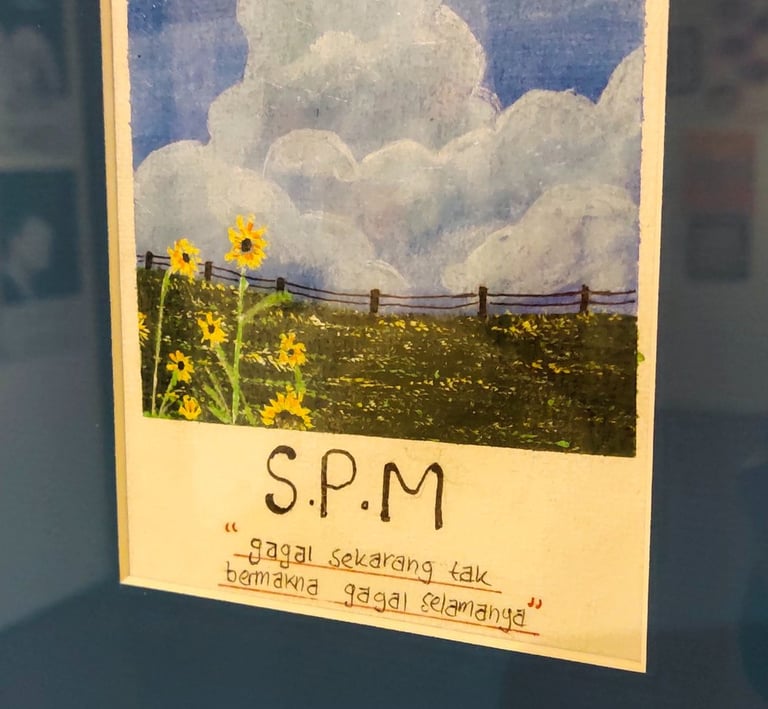 S.P.M
"gagal sekarang tak
bermakna gagal selamanya"